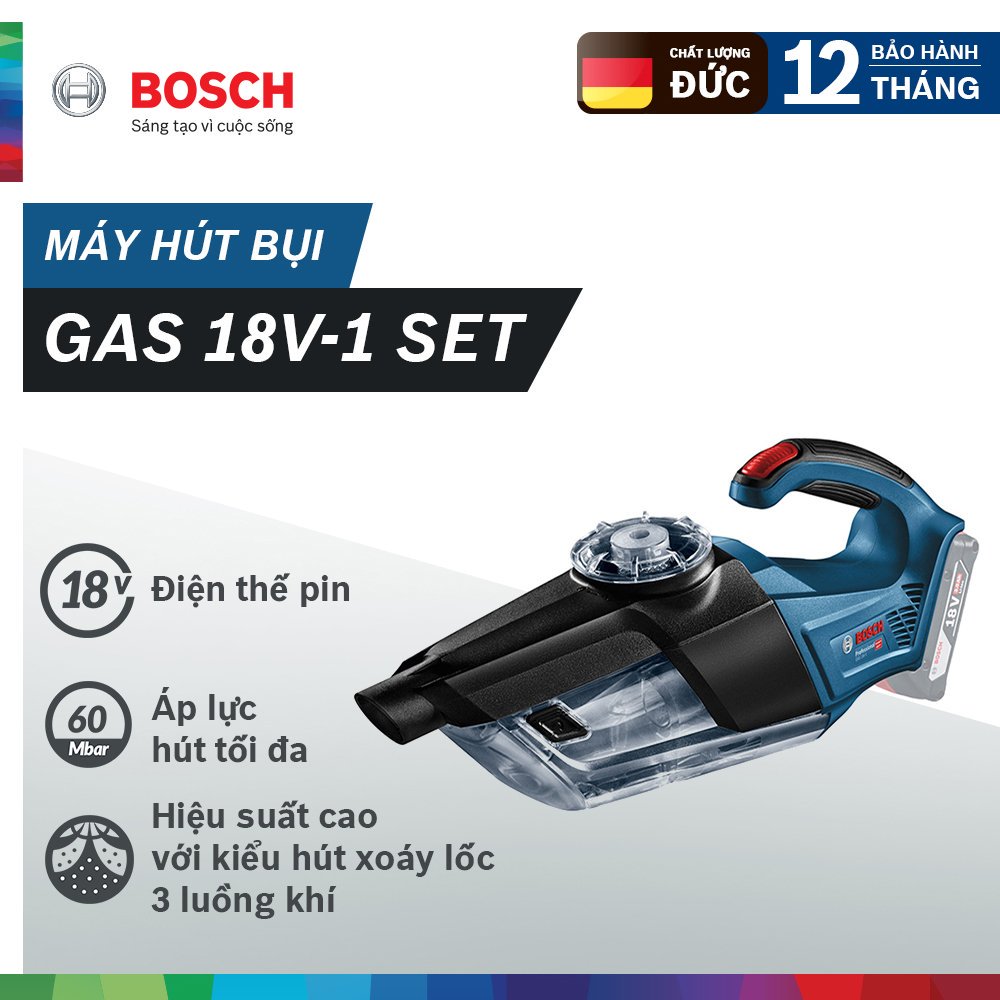 BOSCH
Sáng tạo vì cuộc sống
CHẤT LƯỢNG
ĐỨC
12
BẢO HÀNH
THÁNG
MÁY HÚT BỤI
GAS 18V-1 SET
18V
Điện thế pin
60
Mbar
Áp lực
hút tối đa
Hiệu suất cao
với kiểu hút xoáy lốc
3 luồng khí
BOSCH
Professional
18V
BOSCH